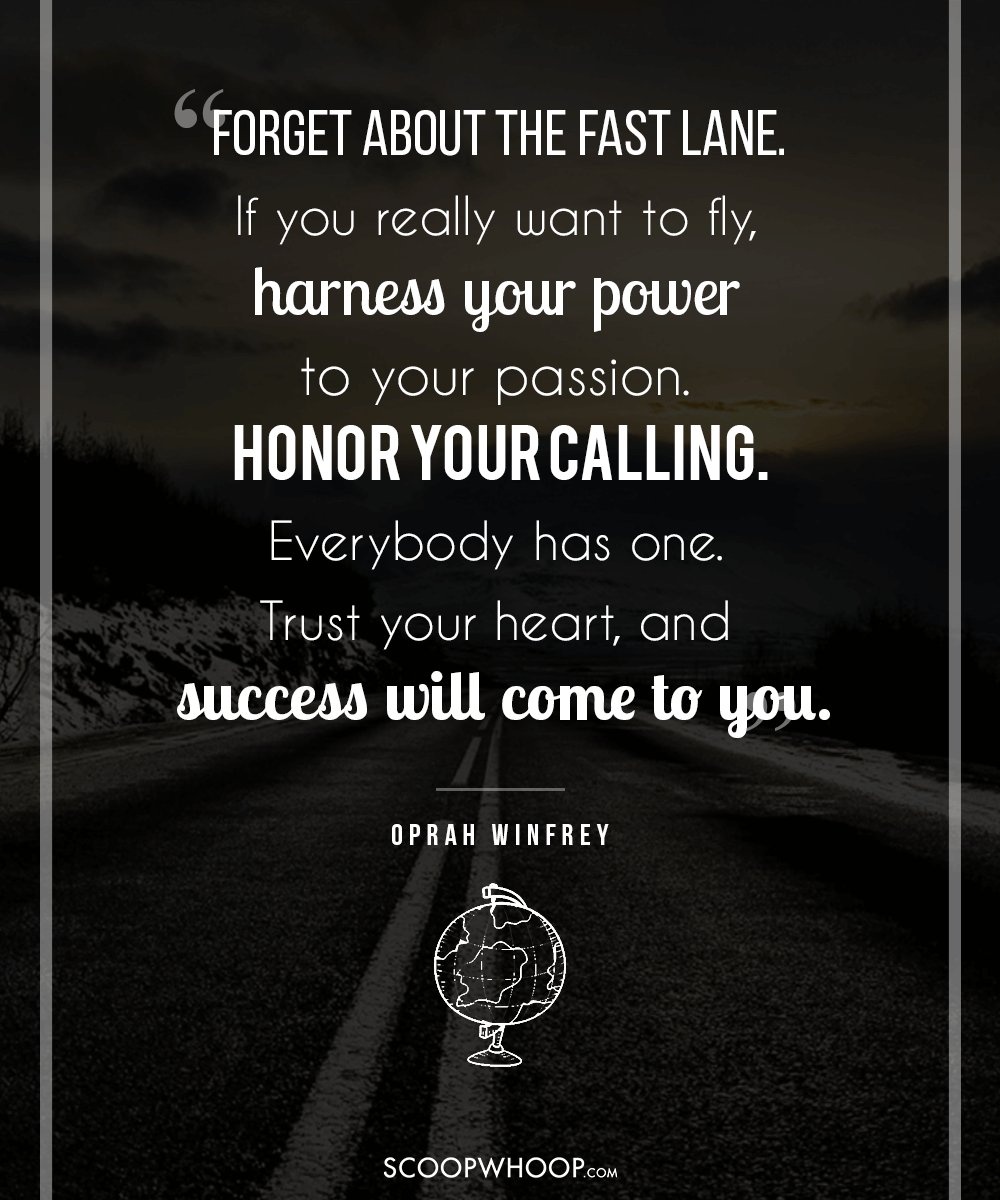 “FORGET ABOUT THE FAST LANE.
If you really want to fly,
harness your power
to your passion.
HONOR YOUR CALLING.
Everybody has one.
Trust your heart, and
success will come to you.”
OPRAH WINFREY
SCOOPWHOOP.COM